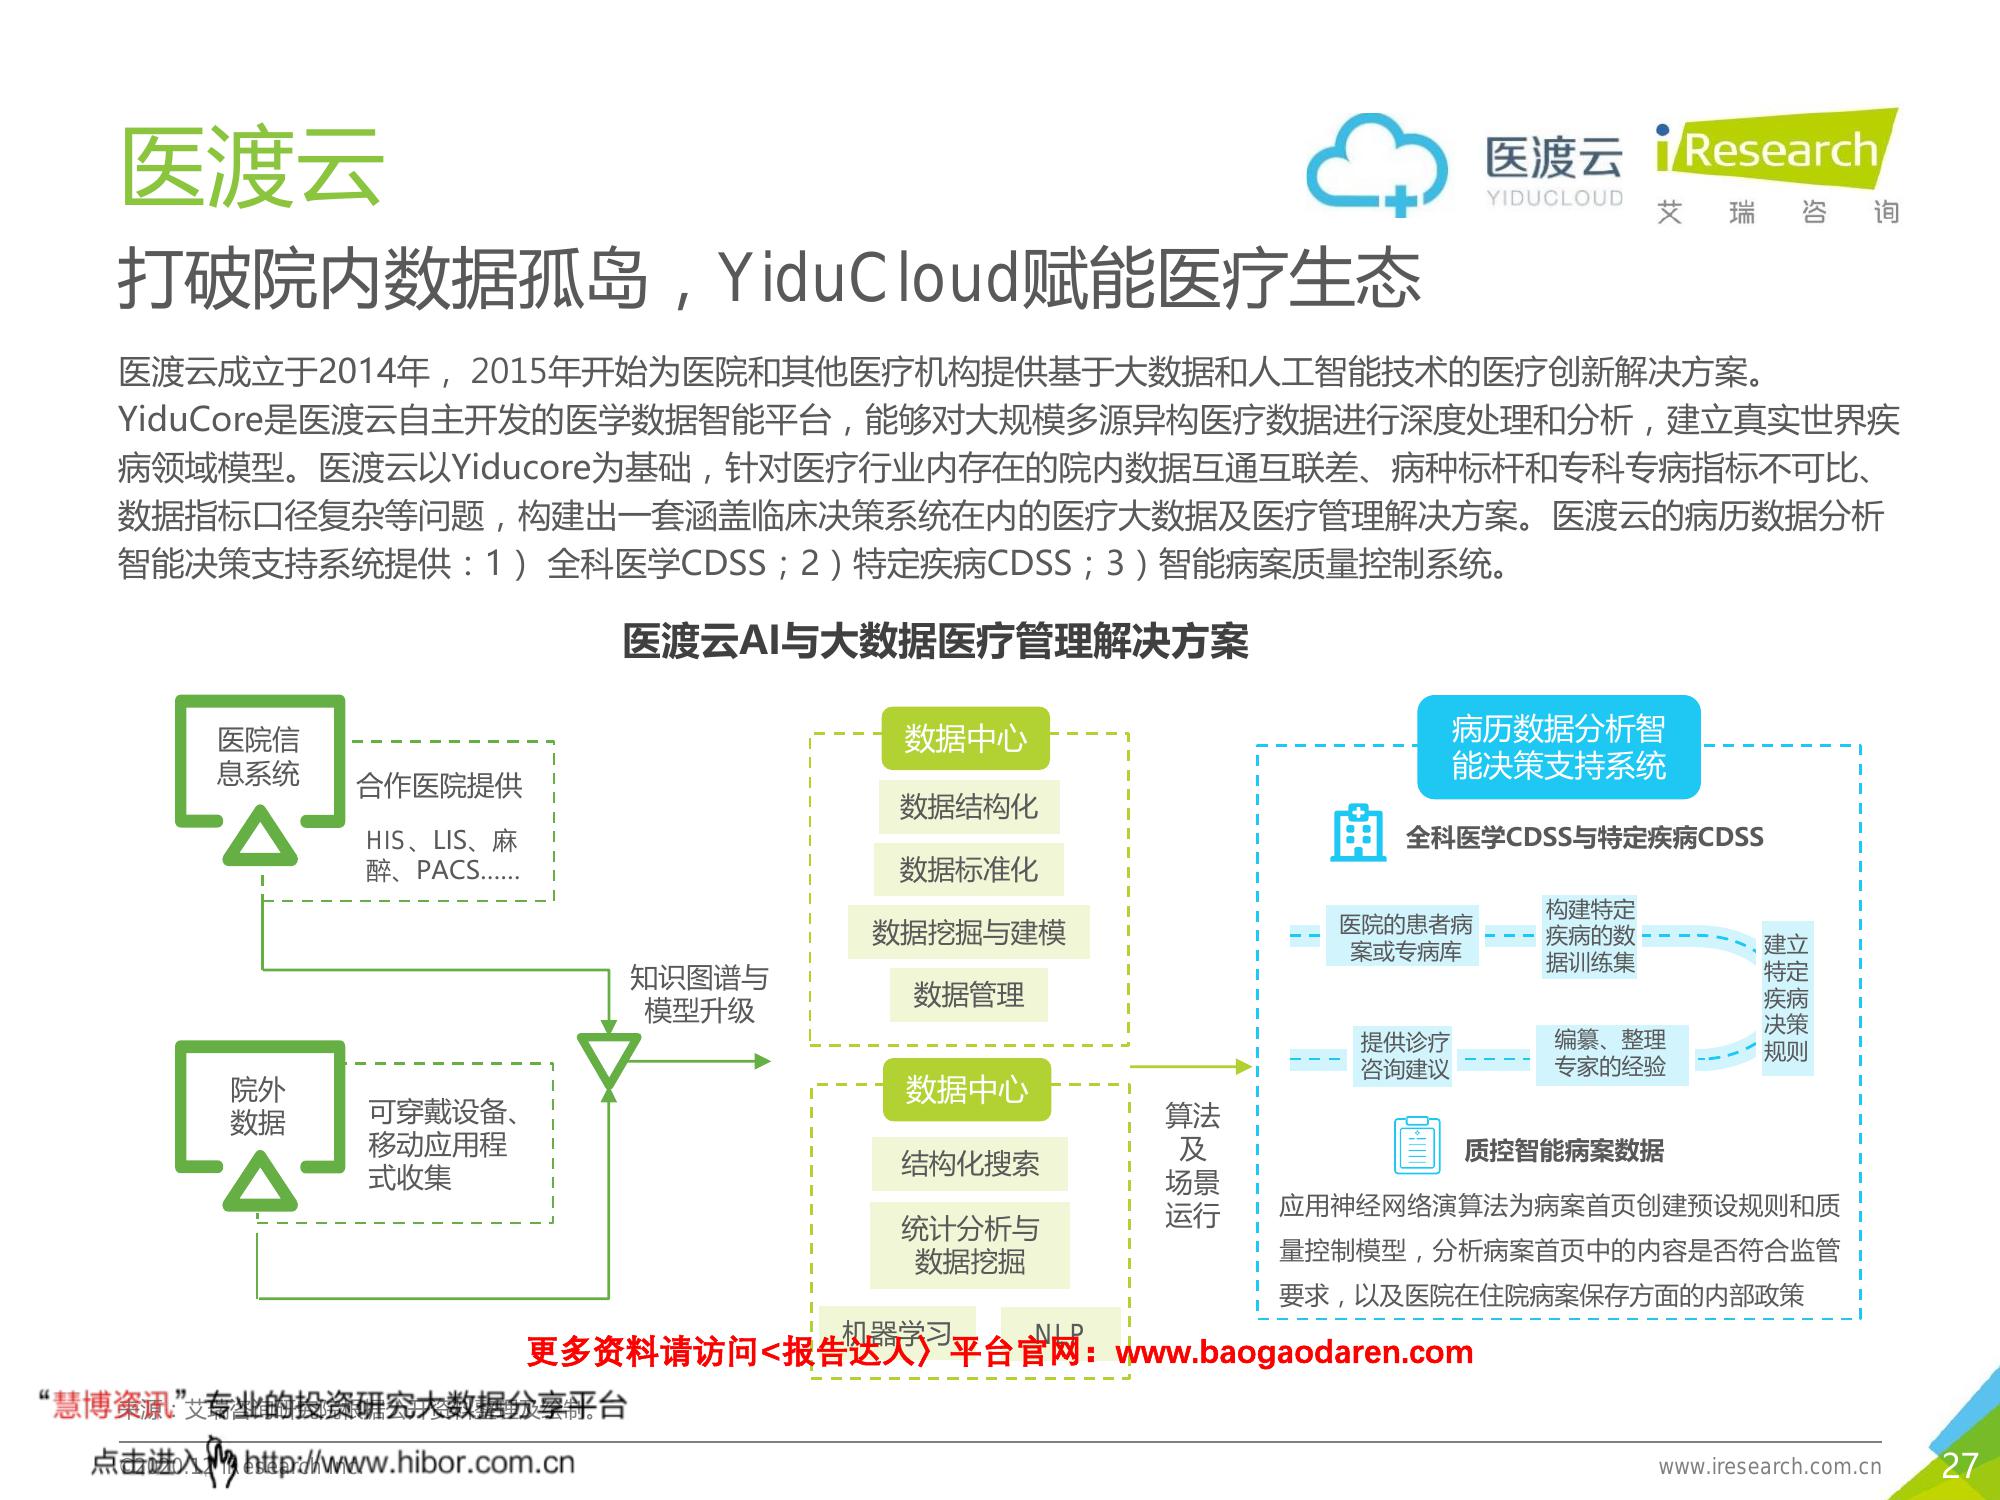 医渡云
医渡云
YIDUCLOUD
iResearch
艾瑞咨询
打破院内数据孤岛，YiduCloud赋能医疗生态
医渡云成立于2014年，2015年开始为医院和其他医疗机构提供基于大数据和人工智能技术的医疗创新解决方案。
YiduCore是医渡云自主开发的医学数据智能平台，能够对大规模多源异构医疗数据进行深度处理和分析，建立真实世界疾
病领域模型。医渡云以Yiducore为基础，针对医疗行业内存在的院内数据互通互联差、病种标杆和专科专病指标不可比、
数据指标口径复杂等问题，构建出一套涵盖临床决策系统在内的医疗大数据及医疗管理解决方案。医渡云的病历数据分析
智能决策支持系统提供：1） 全科医学CDSS；2）特定疾病CDSS；3）智能病案质量控制系统。
医渡云AI与大数据医疗管理解决方案
医院信
息系统
合作医院提供
HIS、LIS、麻
醉、PACS……
院外
数据
可穿戴设备、
移动应用程
式收集
知识图谱与
模型升级
数据中心
数据结构化
数据标准化
数据挖掘与建模
数据管理
数据中心
结构化搜索
统计分析与
数据挖掘
机器学习
NLP
算法
及
场景
运行
病历数据分析智
能决策支持系统
全科医学CDSS与特定疾病CDSS
医院的患者病
案或专病库
构建特定
疾病的数
据训练集
建立
特定
疾病
决策
规则
编纂、整理
专家的经验
提供诊疗
咨询建议
质控智能病案数据
应用神经网络演算法为病案首页创建预设规则和质
量控制模型，分析病案首页中的内容是否符合监管
要求，以及医院在住院病案保存方面的内部政策
更多资料请访问<报告达人〉平台官网：www.baogaodaren.com
“慧博资讯”专业的投资研究大数据分享平台
来源：艾瑞咨询研究院根据公开资料整理及绘制。
点击进入http://www.hibor.com.cn
©2020.12 iResearch Inc.
www.iresearch.com.cn
27